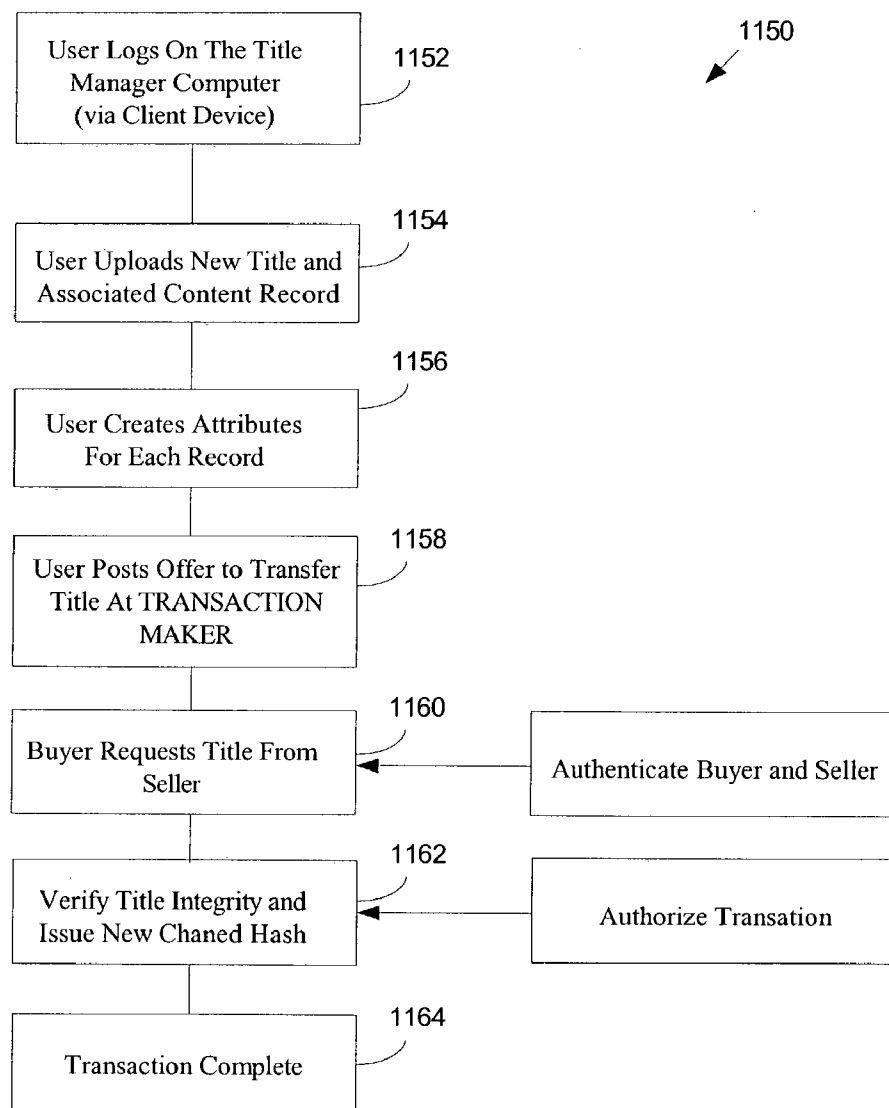 1150
User Logs On The Title
Manager Computer
(via Client Device)
1152
1154
User Uploads New Title and
Associated Content Record
1156
User Creates Attributes
For Each Record
1158
User Posts Offer to Transfer
Title At TRANSACTION
MAKER
1160
Buyer Requests Title From
Seller
Authenticate Buyer and Seller
1162
Verify Title Integrity and
Issue New Chaned Hash
Authorize Transation
1164
Transaction Complete